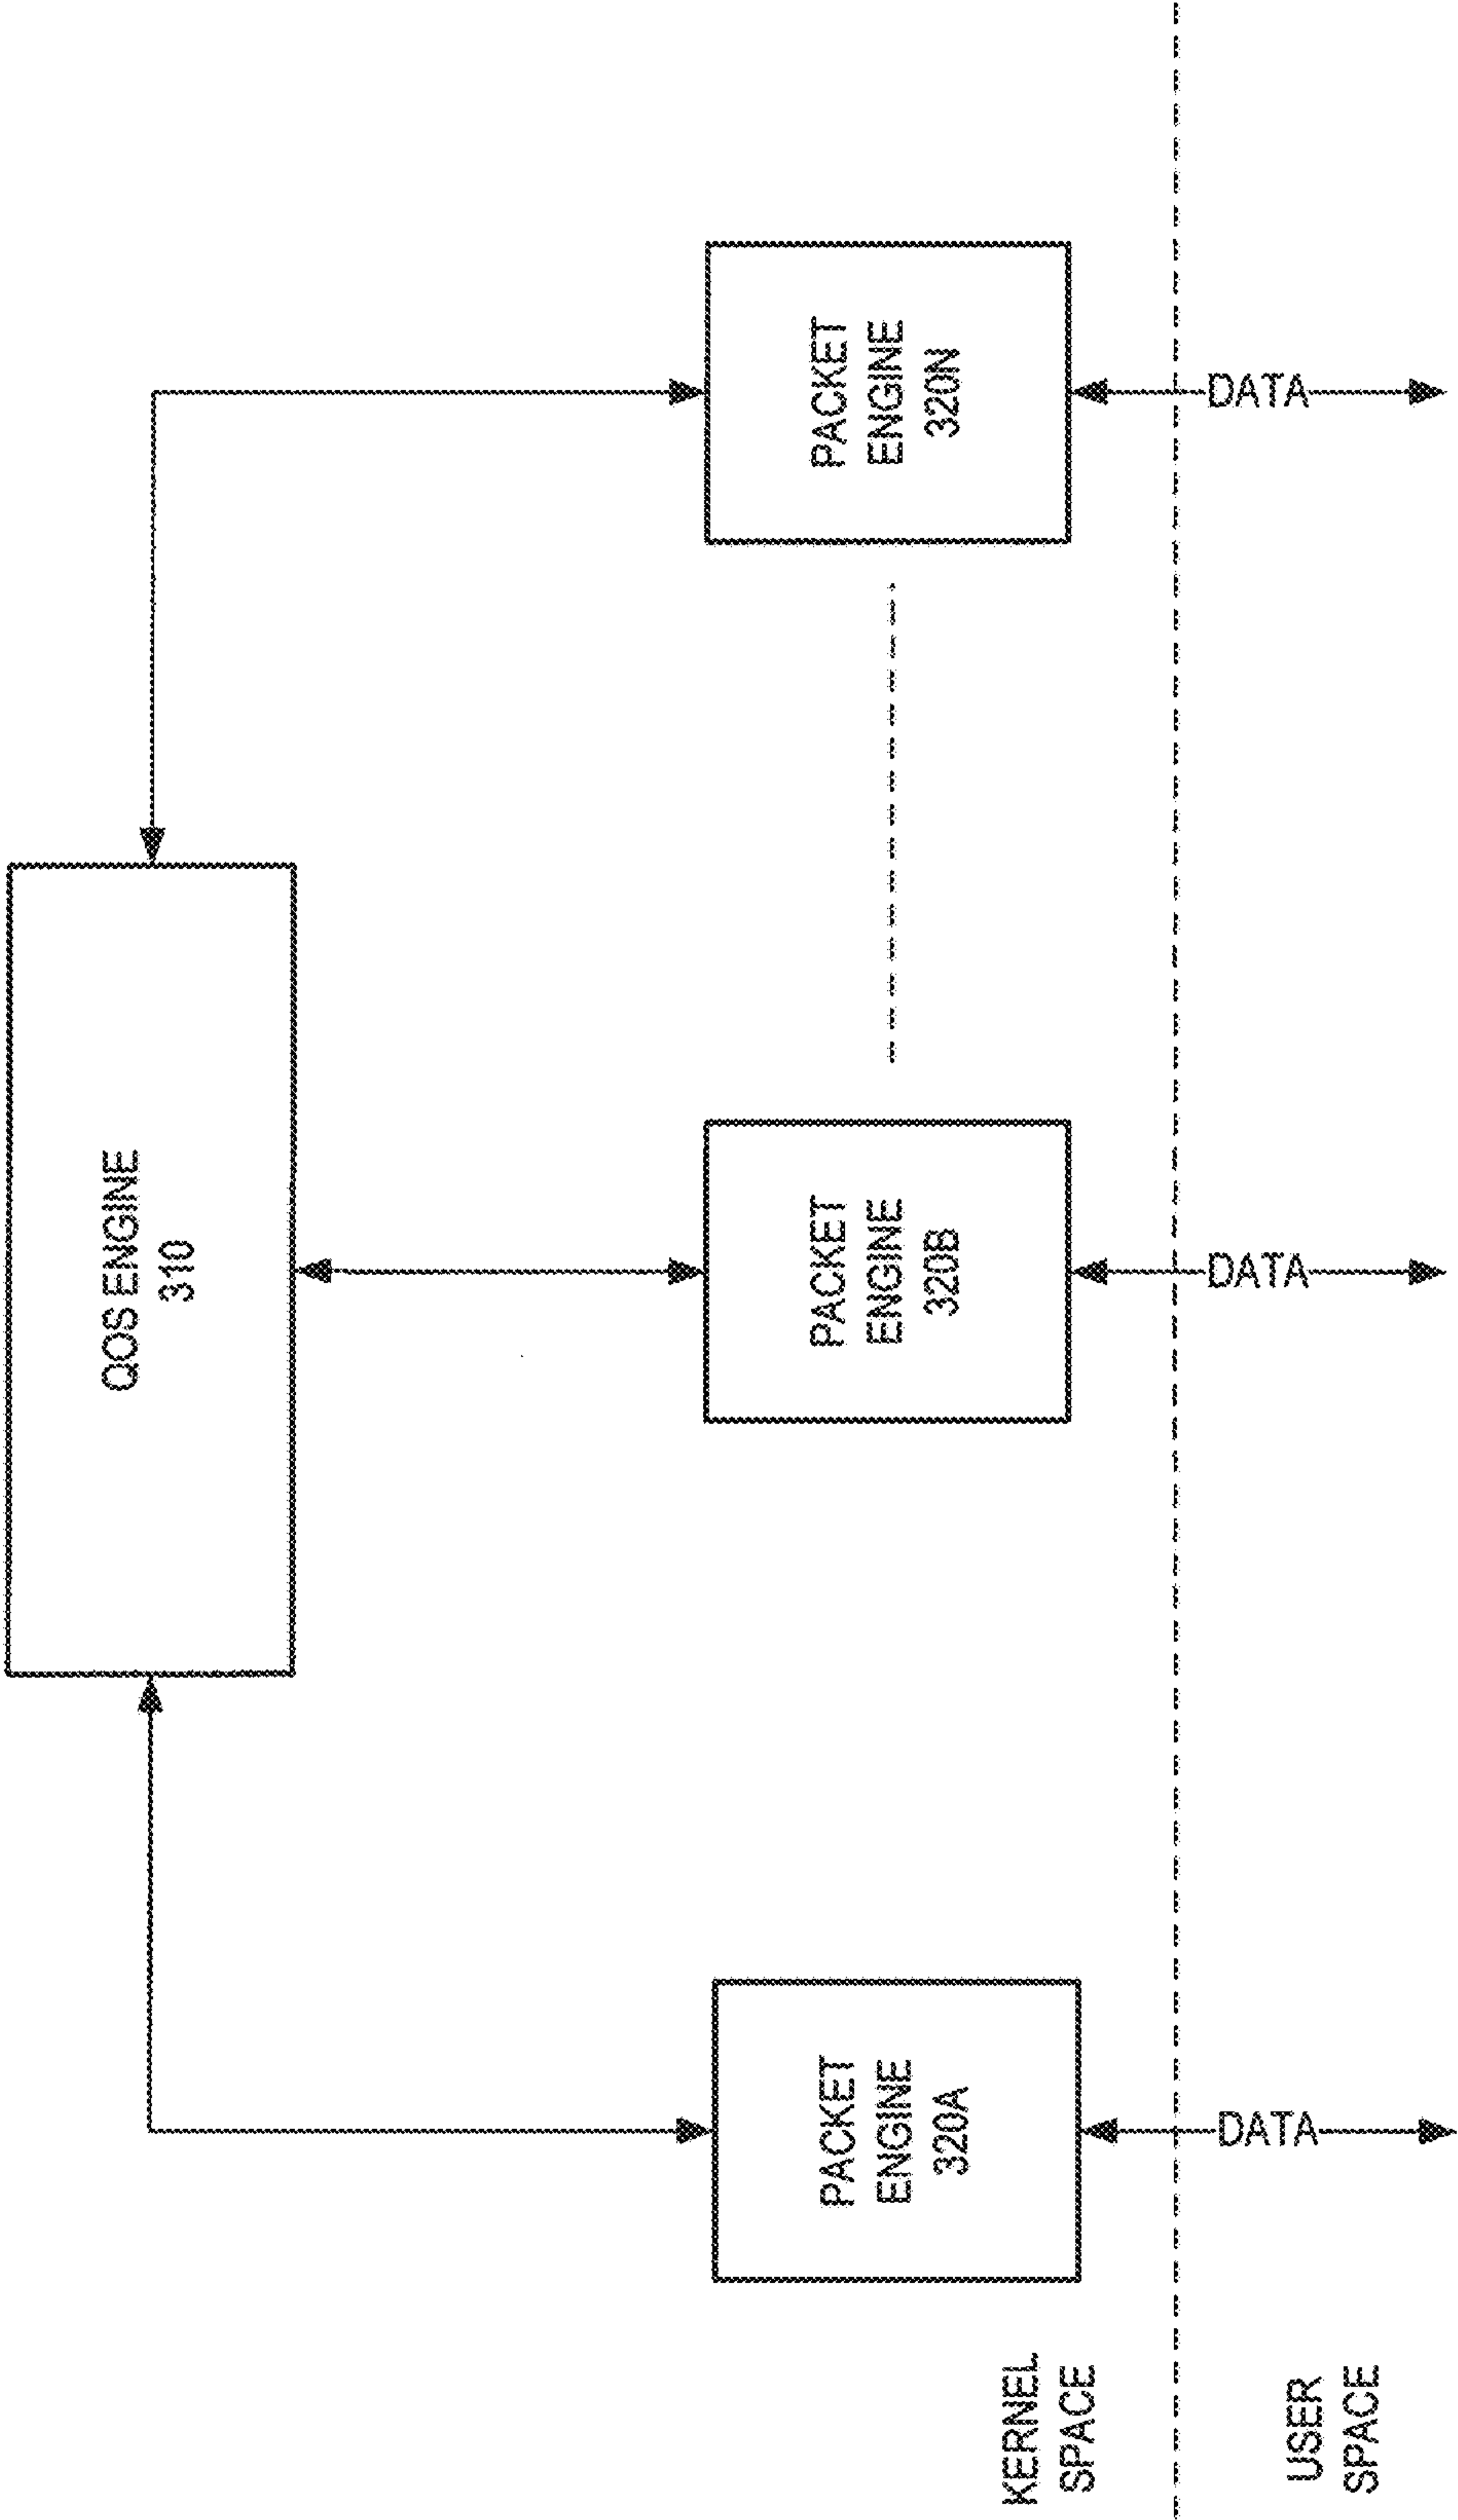 QOS ENGINE
310
PACKET
ENGINE
320A
PACKET
ENGINE
320B
PACKET
ENGINE
320N
KERNEL
SPACE
DATA
DATA
DATA
USER
SPACE